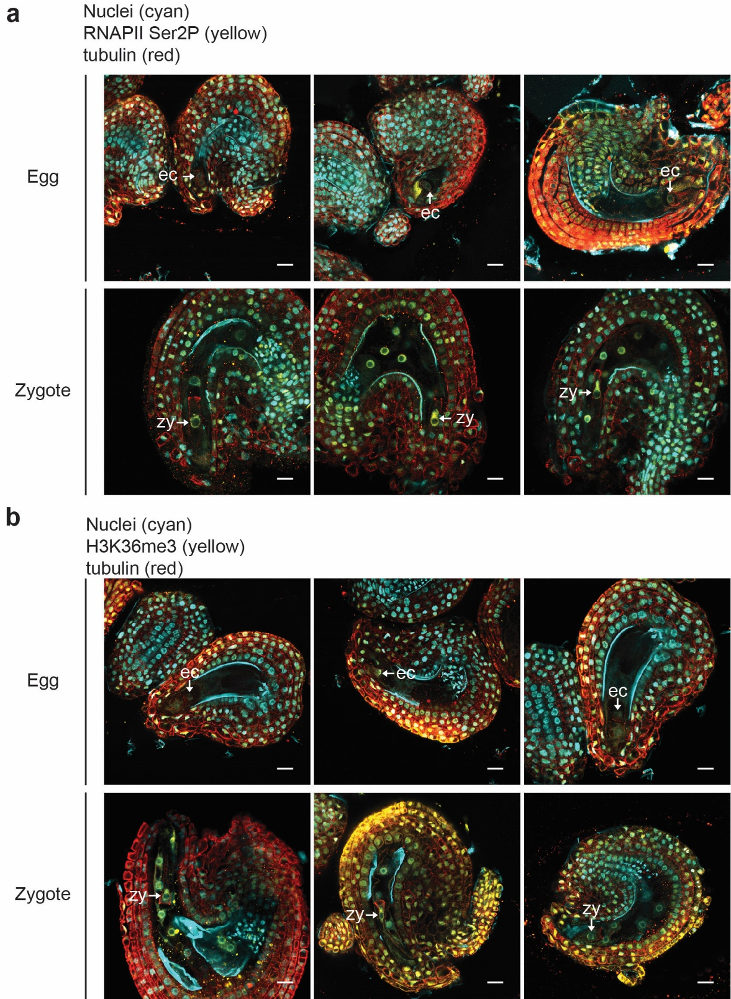 a
Nuclei (cyan)
RNAPII Ser2P (yellow)
tubulin (red)
Egg
ec
ec
ec
Zygote
zy
zy
zy
b
Nuclei (cyan)
H3K36me3 (yellow)
tubulin (red)
Egg
ec
ec
ec
Zygote
zy
zy
zy